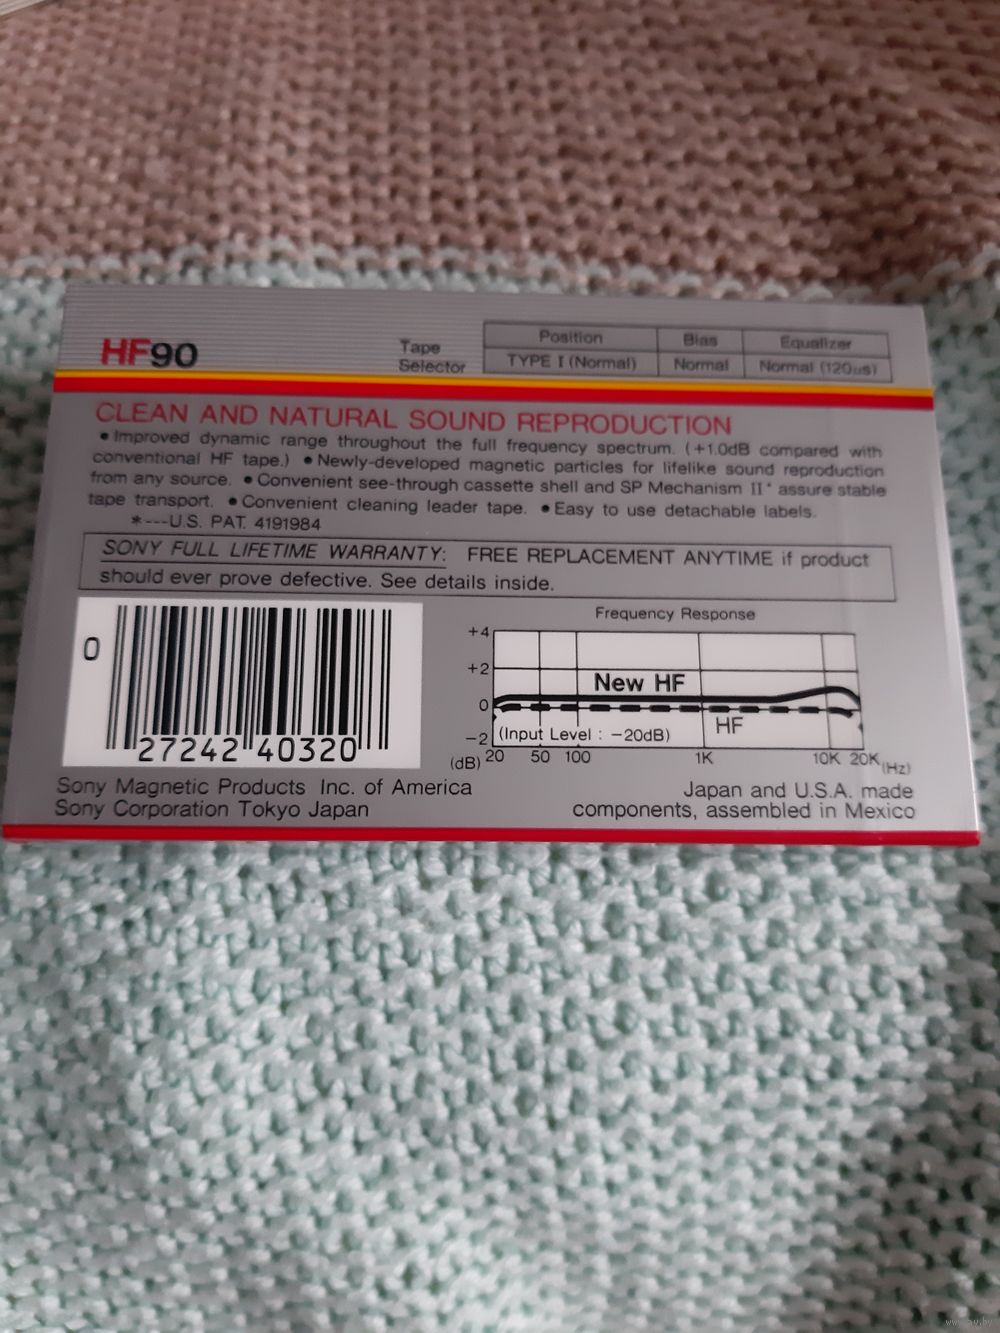 HF90
Tape
Selector
Position Bias Equalizer
TYPE I (Normal) Normal Normal (120μs)
CLEAN AND NATURAL SOUND REPRODUCTION
●Improved dynamic range throughout the full frequency spectrum. (+1.0dB compared with
conventional HF tape.) ●Newly-developed magnetic particles for lifelike sound reproduction
from any source. ●Convenient see-through cassette shell and SP Mechanism II* assure stable
tape transport. ●Convenient cleaning leader tape. ●Easy to use detachable labels.
*---U.S. PAT. 4191984
SONY FULL LIFETIME WARRANTY: FREE REPLACEMENT ANYTIME if product
should ever prove defective. See details inside.
0
27242 40320
Frequency Response
+4
+2
0
-2
(dB)
New HF
HF
(Input Level : -20dB)
20 50 100 1K 10K 20K (Hz)
Sony Magnetic Products Inc. of America
Sony Corporation Tokyo Japan
Japan and U.S.A. made
components, assembled in Mexico